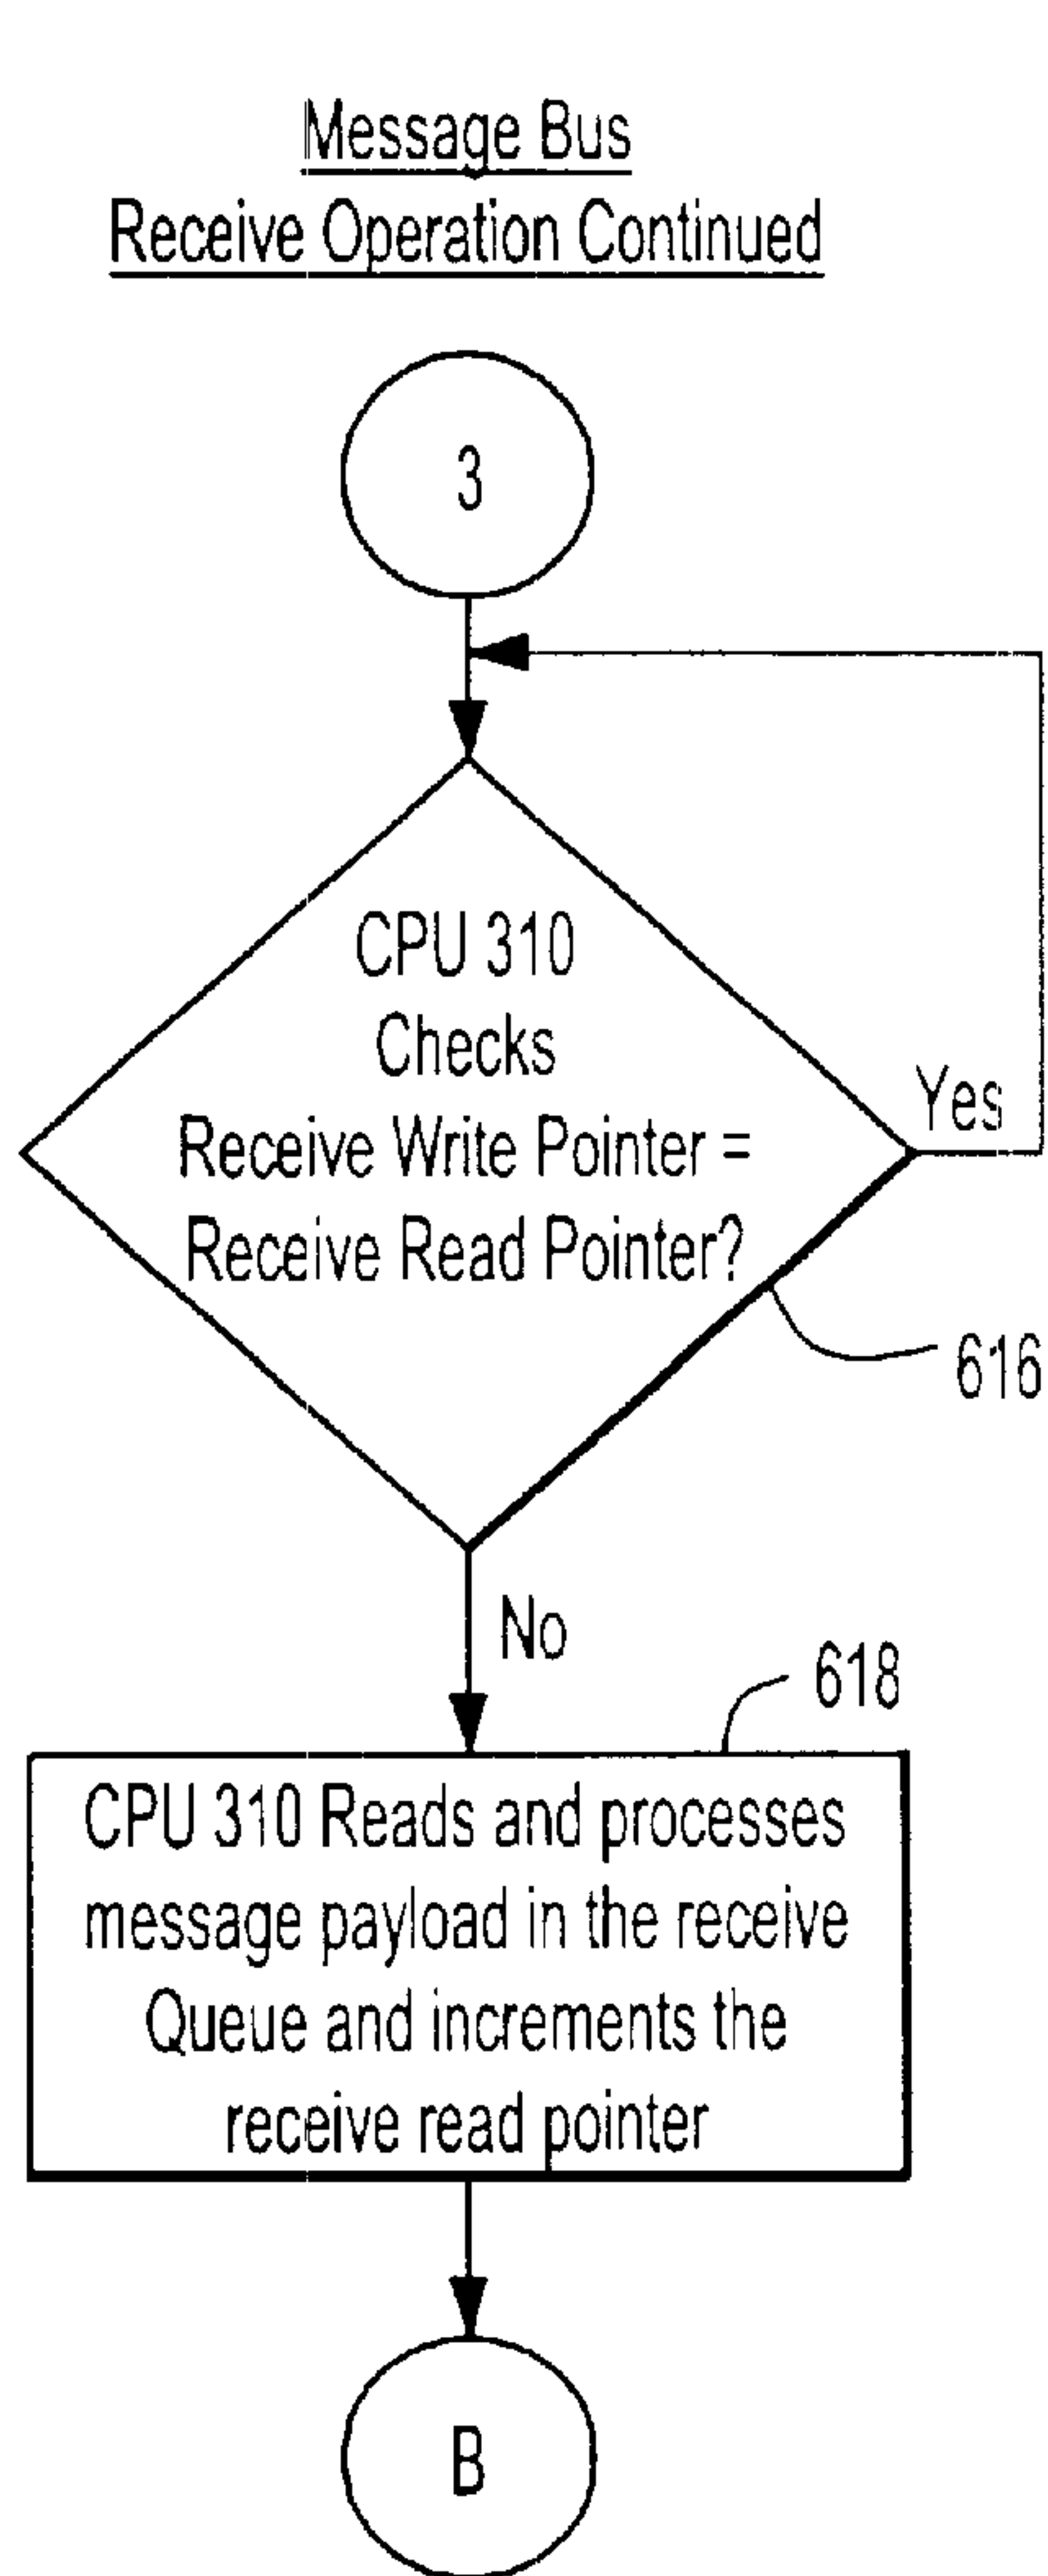 Message Bus
Receive Operation Continued
3
CPU 310
Checks
Receive Write Pointer =
Receive Read Pointer?
Yes
616
No
618
CPU 310 Reads and processes
message payload in the receive
Queue and increments the
receive read pointer
B